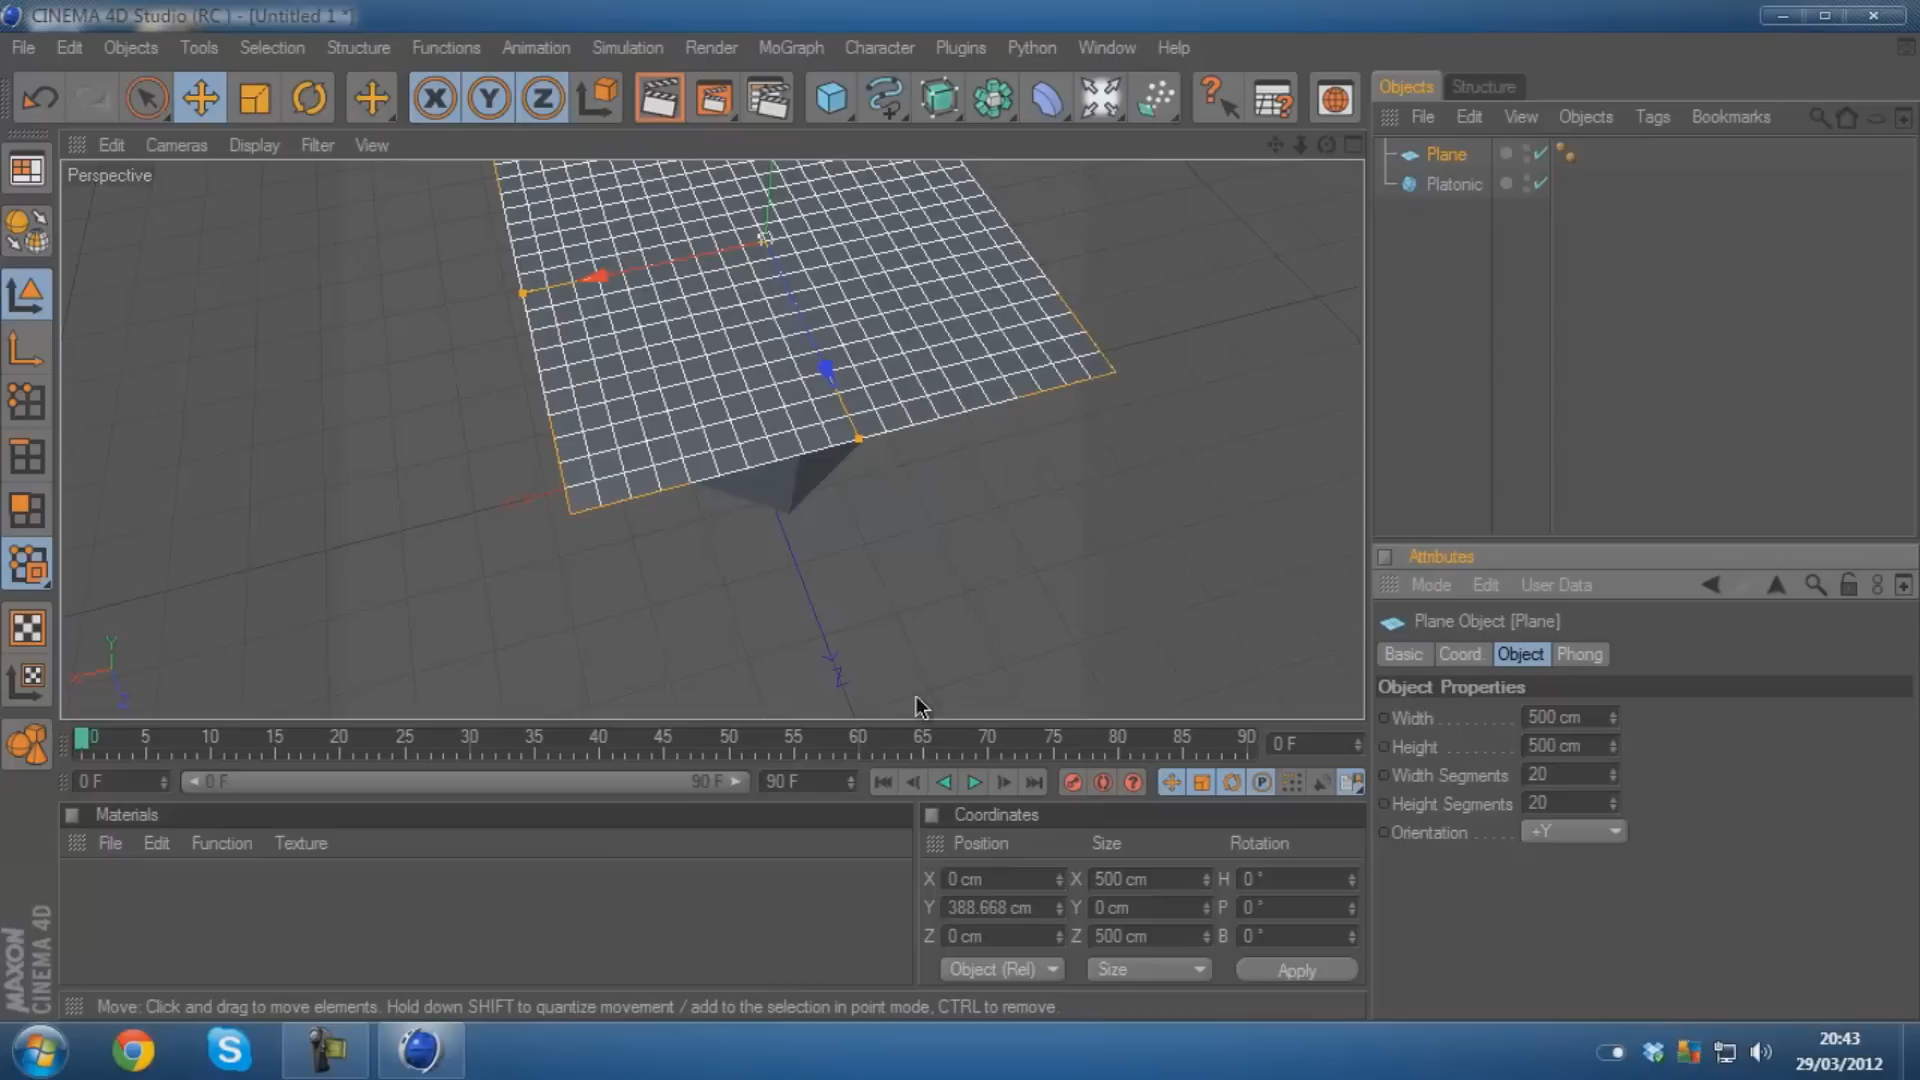 CINEMA 4D Studio (RC ) - [Untitled 1 *]
File Edit Objects Tools Selection Structure Functions Animation Simulation Render MoGraph Character Plugins Python Window Help
X Y Z
Objects Structure
File Edit View Objects Tags Bookmarks
Edit Cameras Display Filter View
Perspective
Plane
Platonic
Y
X
Z
Z
Attributes
Mode Edit User Data
Plane Object [Plane]
Basic Coord. Object Phong
Object Properties
Width . . . . . . . . 500 cm
Height . . . . . . . 500 cm
Width Segments 20
Height Segments 20
Orientation . . . . . +Y
0 5 10 15 20 25 30 35 40 45 50 55 60 65 70 75 80 85 90 0 F
0 F 0 F 90 F 90 F
Materials
File Edit Function Texture
Coordinates
Position Size Rotation
X 0 cm X 500 cm H 0 °
Y 388.668 cm Y 0 cm P 0 °
Z 0 cm Z 500 cm B 0 °
Object (Rel) Size Apply
MAXON
CINEMA 4D
Move: Click and drag to move elements. Hold down SHIFT to quantize movement / add to the selection in point mode, CTRL to remove.
20:43
29/03/2012